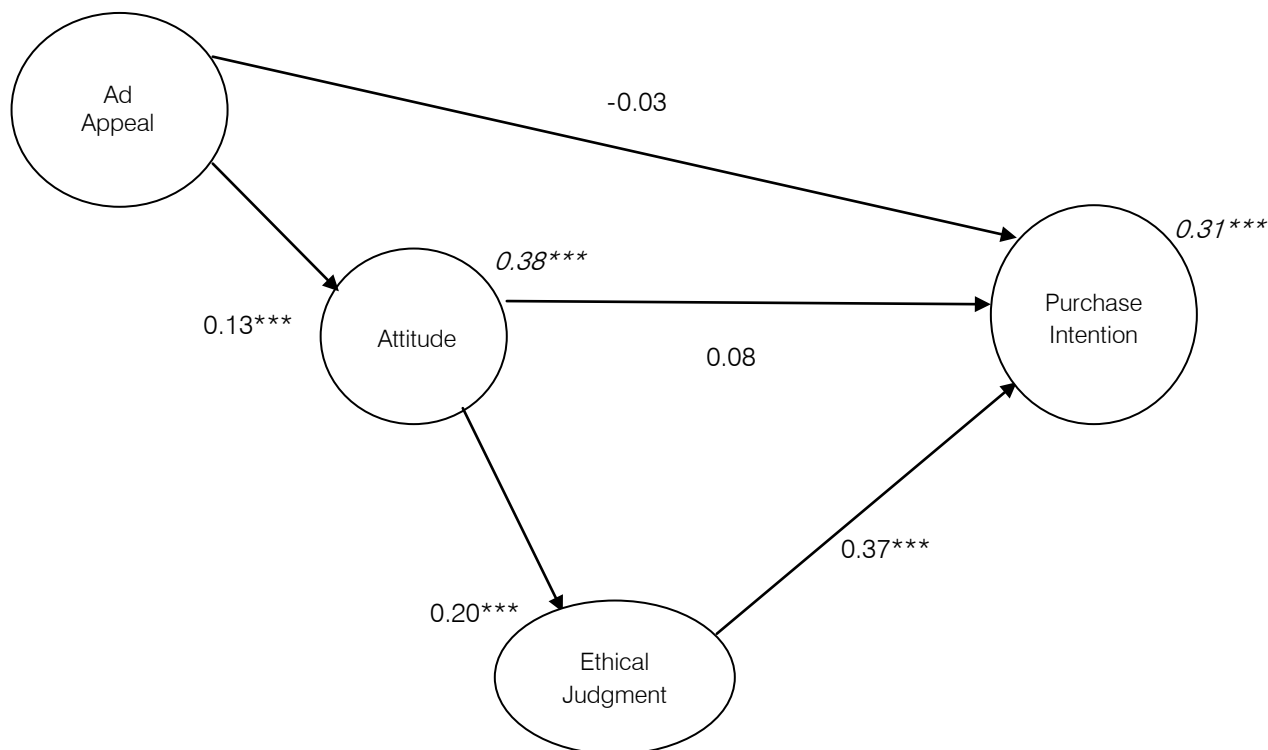 Ad
Appeal
-0.03
0.31***
0.38***
Purchase
Intention
0.13***
Attitude
0.08
0.37***
0.20***
Ethical
Judgment